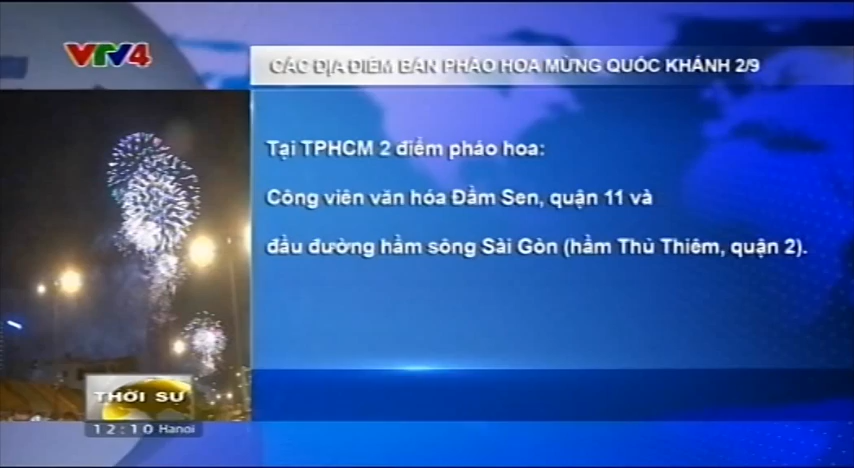 VTV4
CÁC ĐỊA ĐIỂM BẮN PHÁO HOA MỪNG QUỐC KHÁNH 2/9
Tại TPHCM 2 điểm pháo hoa:
Công viên văn hóa Đầm Sen, quận 11 và
đầu đường hầm sông Sài Gòn (hầm Thủ Thiêm, quận 2).
THỜI SỰ
12:10 Hanoi